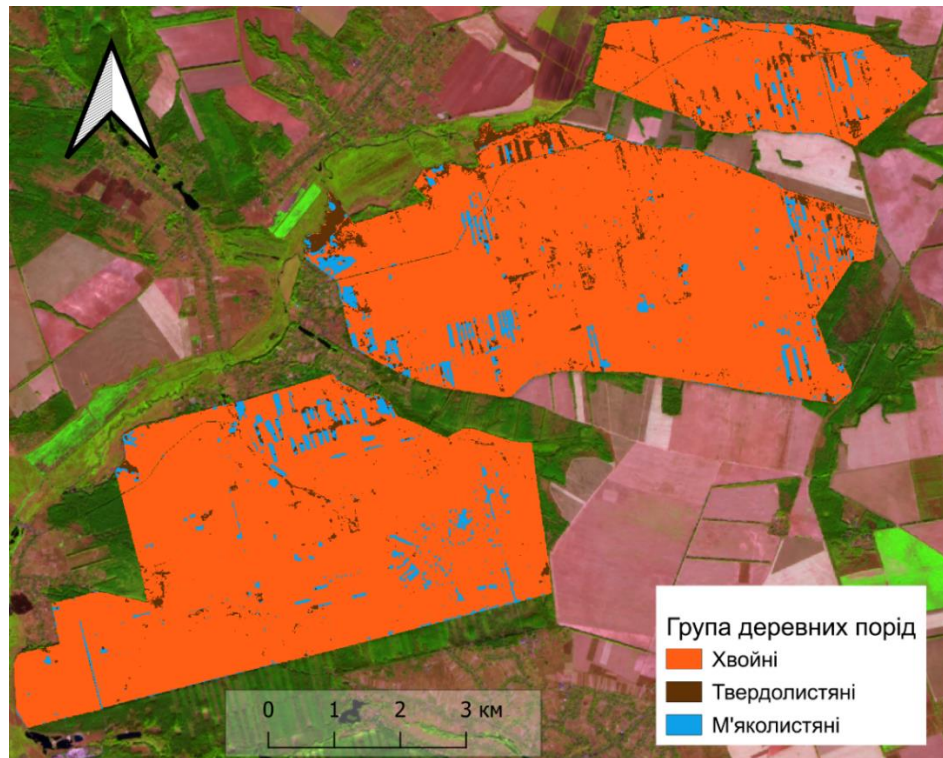 Група деревних порід
Хвойні
Твердолистяні
М'яколистяні
0 1 2 3 км